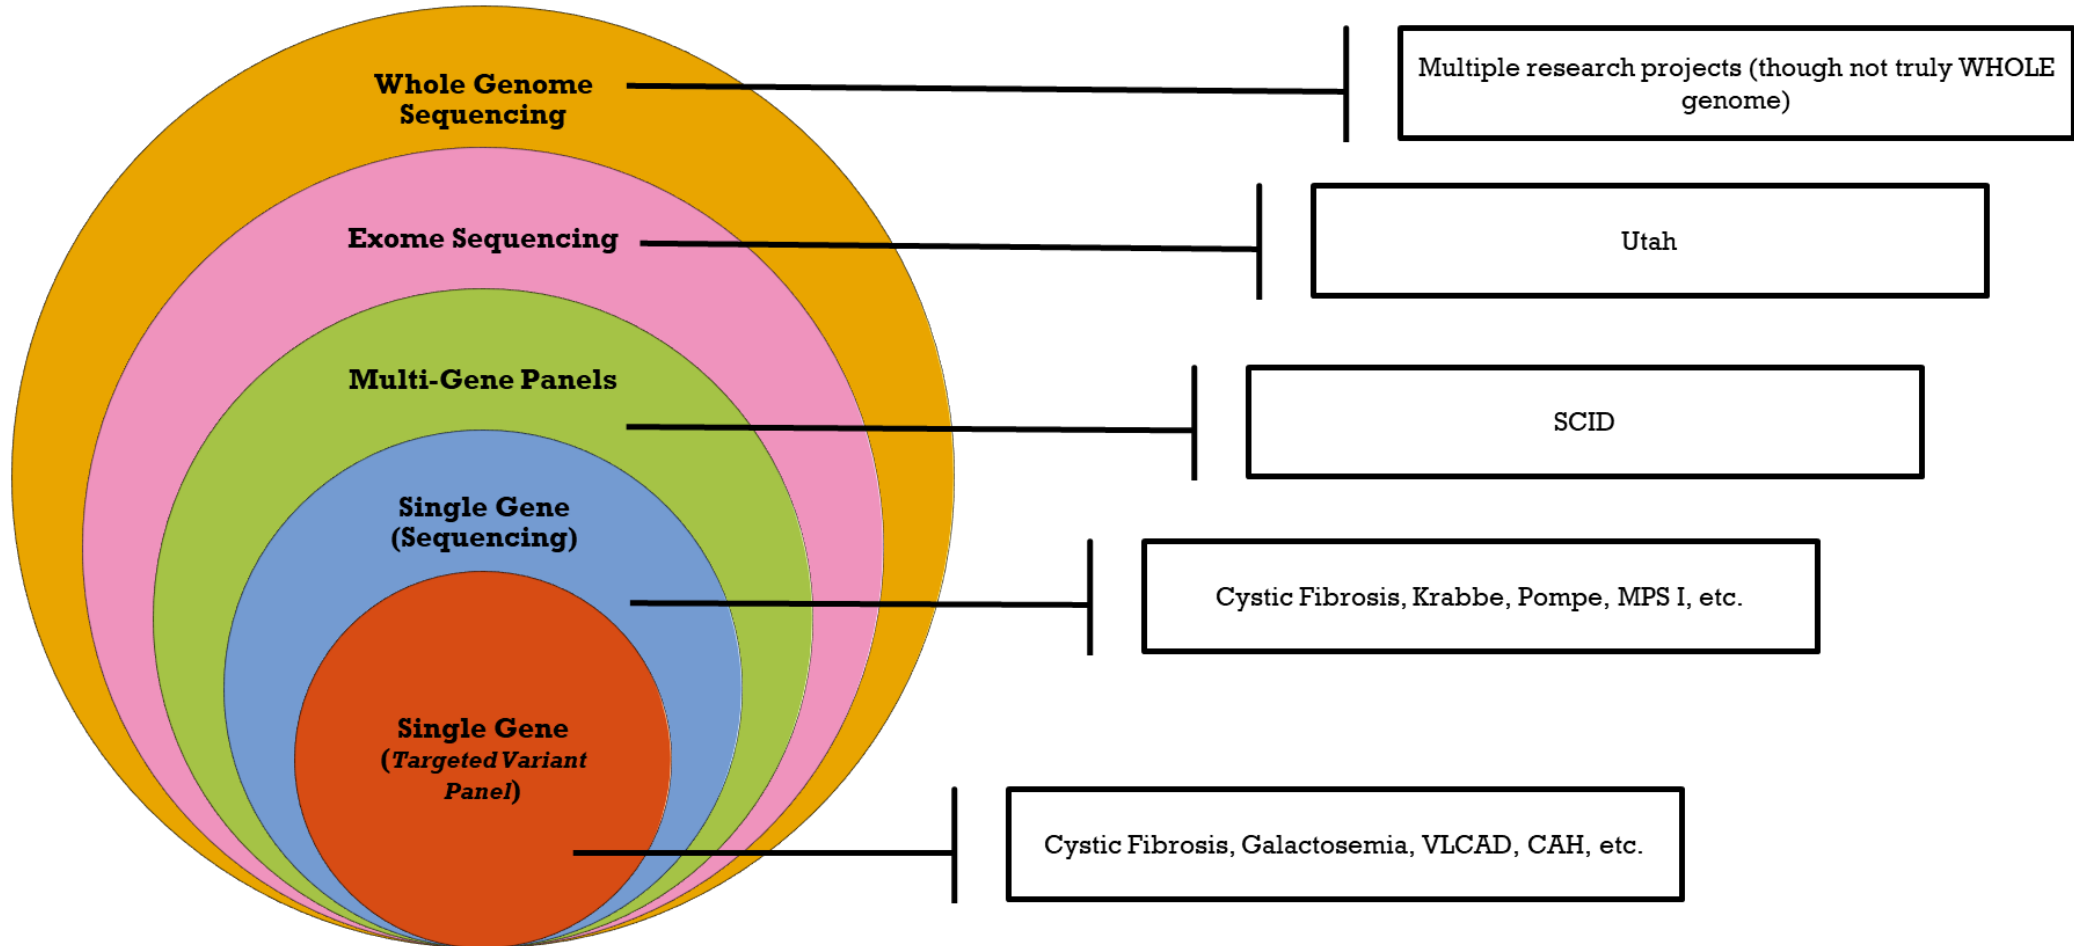 Whole Genome
Sequencing
Multiple research projects (though not truly WHOLE
genome)
Exome Sequencing
Utah
Multi-Gene Panels
SCID
Single Gene
(Sequencing)
Cystic Fibrosis, Krabbe, Pompe, MPS I, etc.
Single Gene
(Targeted Variant
Panel)
Cystic Fibrosis, Galactosemia, VLCAD, CAH, etc.